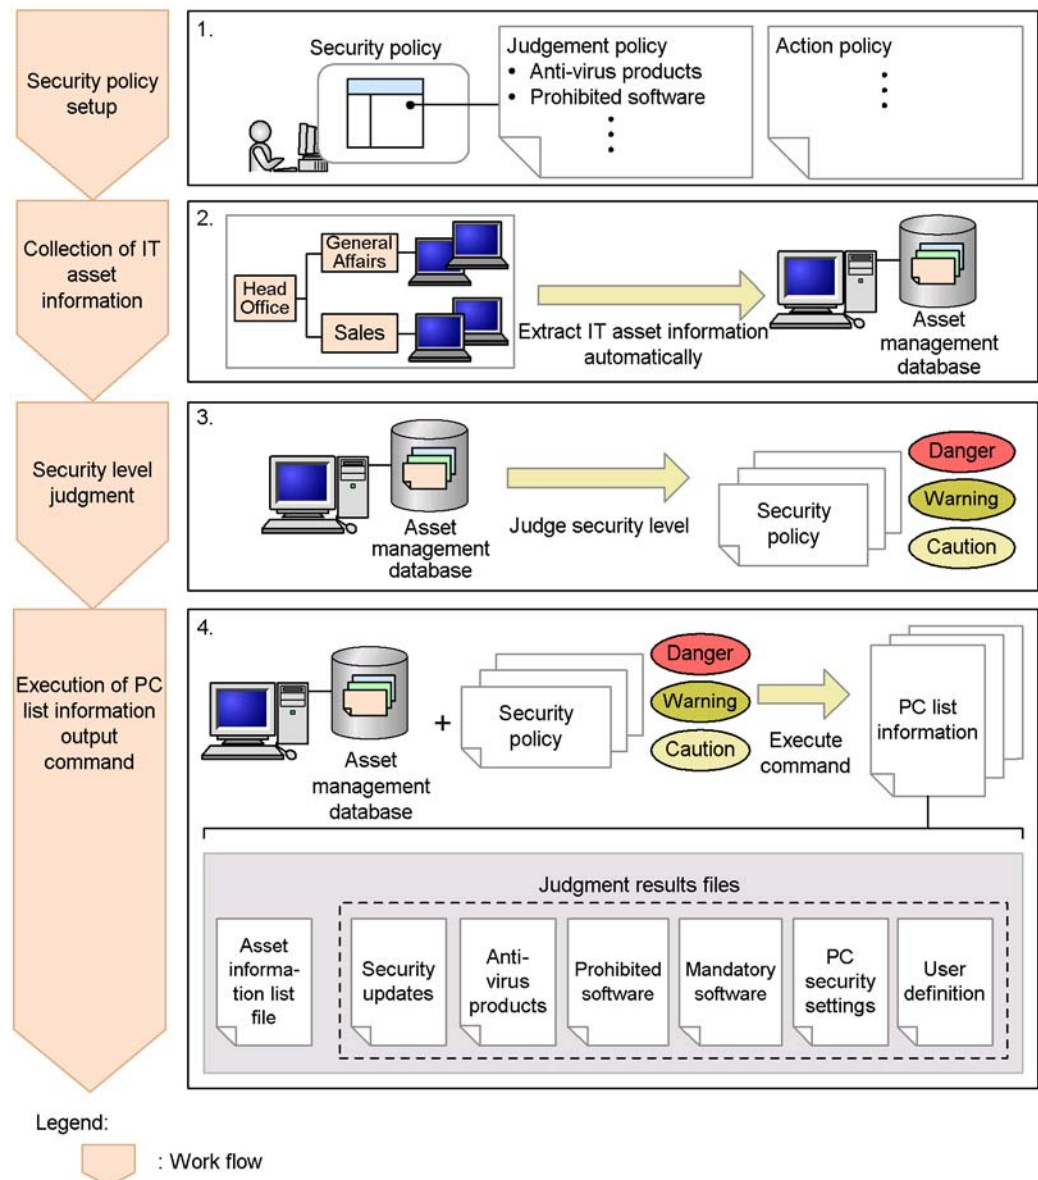 Security policy
setup
1.
Security policy
Judgement policy
• Anti-virus products
• Prohibited software
Action policy
Collection of IT
asset
information
2.
Head
Office
General
Affairs
Sales
Extract IT asset information
automatically
Asset
management
database
Security level
judgment
3.
Asset
management
database
Judge security level
Security
policy
Danger
Warning
Caution
Execution of PC
list information
output
command
4.
Asset
management
database
+
Security
policy
Danger
Warning
Caution
Execute
command
PC list
information
Judgment results files
Asset
informa-
tion list
file
Security
updates
Anti-
virus
products
Prohibited
software
Mandatory
software
PC
security
settings
User
definition
Legend:
: Work flow